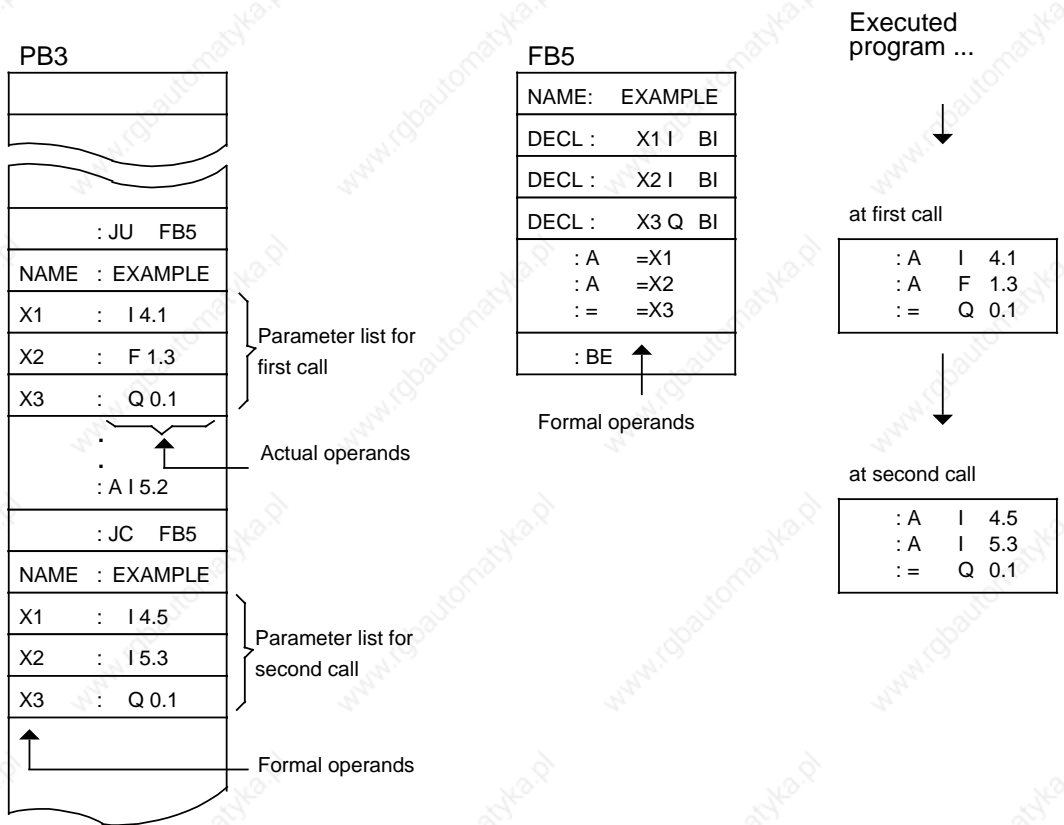 PB3
: JU FB5
NAME : EXAMPLE
X1 : I 4.1
X2 : F 1.3
X3 : Q 0.1
.
.
: A I 5.2
: JC FB5
NAME : EXAMPLE
X1 : I 4.5
X2 : I 5.3
X3 : Q 0.1
Parameter list for
first call
Actual operands
Parameter list for
second call
Formal operands
FB5
NAME: EXAMPLE
DECL : X1 I BI
DECL : X2 I BI
DECL : X3 Q BI
: A =X1
: A =X2
: = =X3
: BE
Formal operands
Executed
program ...
at first call
: A I 4.1
: A F 1.3
: = Q 0.1
at second call
: A I 4.5
: A I 5.3
: = Q 0.1
www.rgbautomatyka.pl